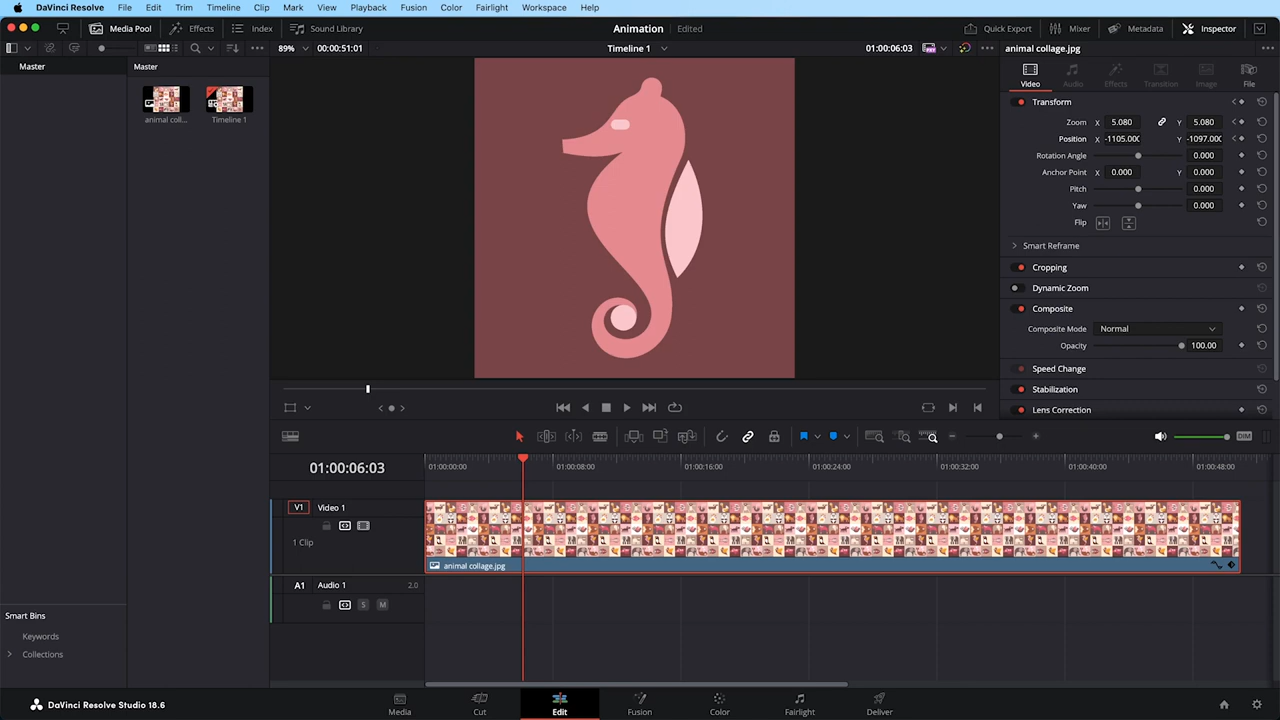 DaVinci Resolve File Edit Trim Timeline Clip Mark View Playback Fusion Color Fairlight Workspace Help
Media Pool Effects Index Sound Library Animation Edited Quick Export Mixer Metadata Inspector
89% 00:00:51:01 Timeline 1 01:00:06:03 animal collage.jpg
Master Master
Video Audio Effects Transition Image File
animal coll... Timeline 1
Transform
Zoom X 5.080 Y 5.080
Position X -1105.000 Y -1097.000
Rotation Angle 0.000
Anchor Point X 0.000 Y 0.000
Pitch 0.000
Yaw 0.000
Flip
Smart Reframe
Cropping
Dynamic Zoom
Composite
Composite Mode Normal
Opacity 100.00
Speed Change
Stabilization
Lens Correction
DIM
01:00:06:03 01:00:00:00 01:00:08:00 01:00:16:00 01:00:24:00 01:00:32:00 01:00:40:00 01:00:48:00
V1 Video 1
1 Clip
animal collage.jpg
A1 Audio 1 2.0
S M
Smart Bins
Keywords
Collections
DaVinci Resolve Studio 18.6 Media Cut Edit Fusion Color Fairlight Deliver